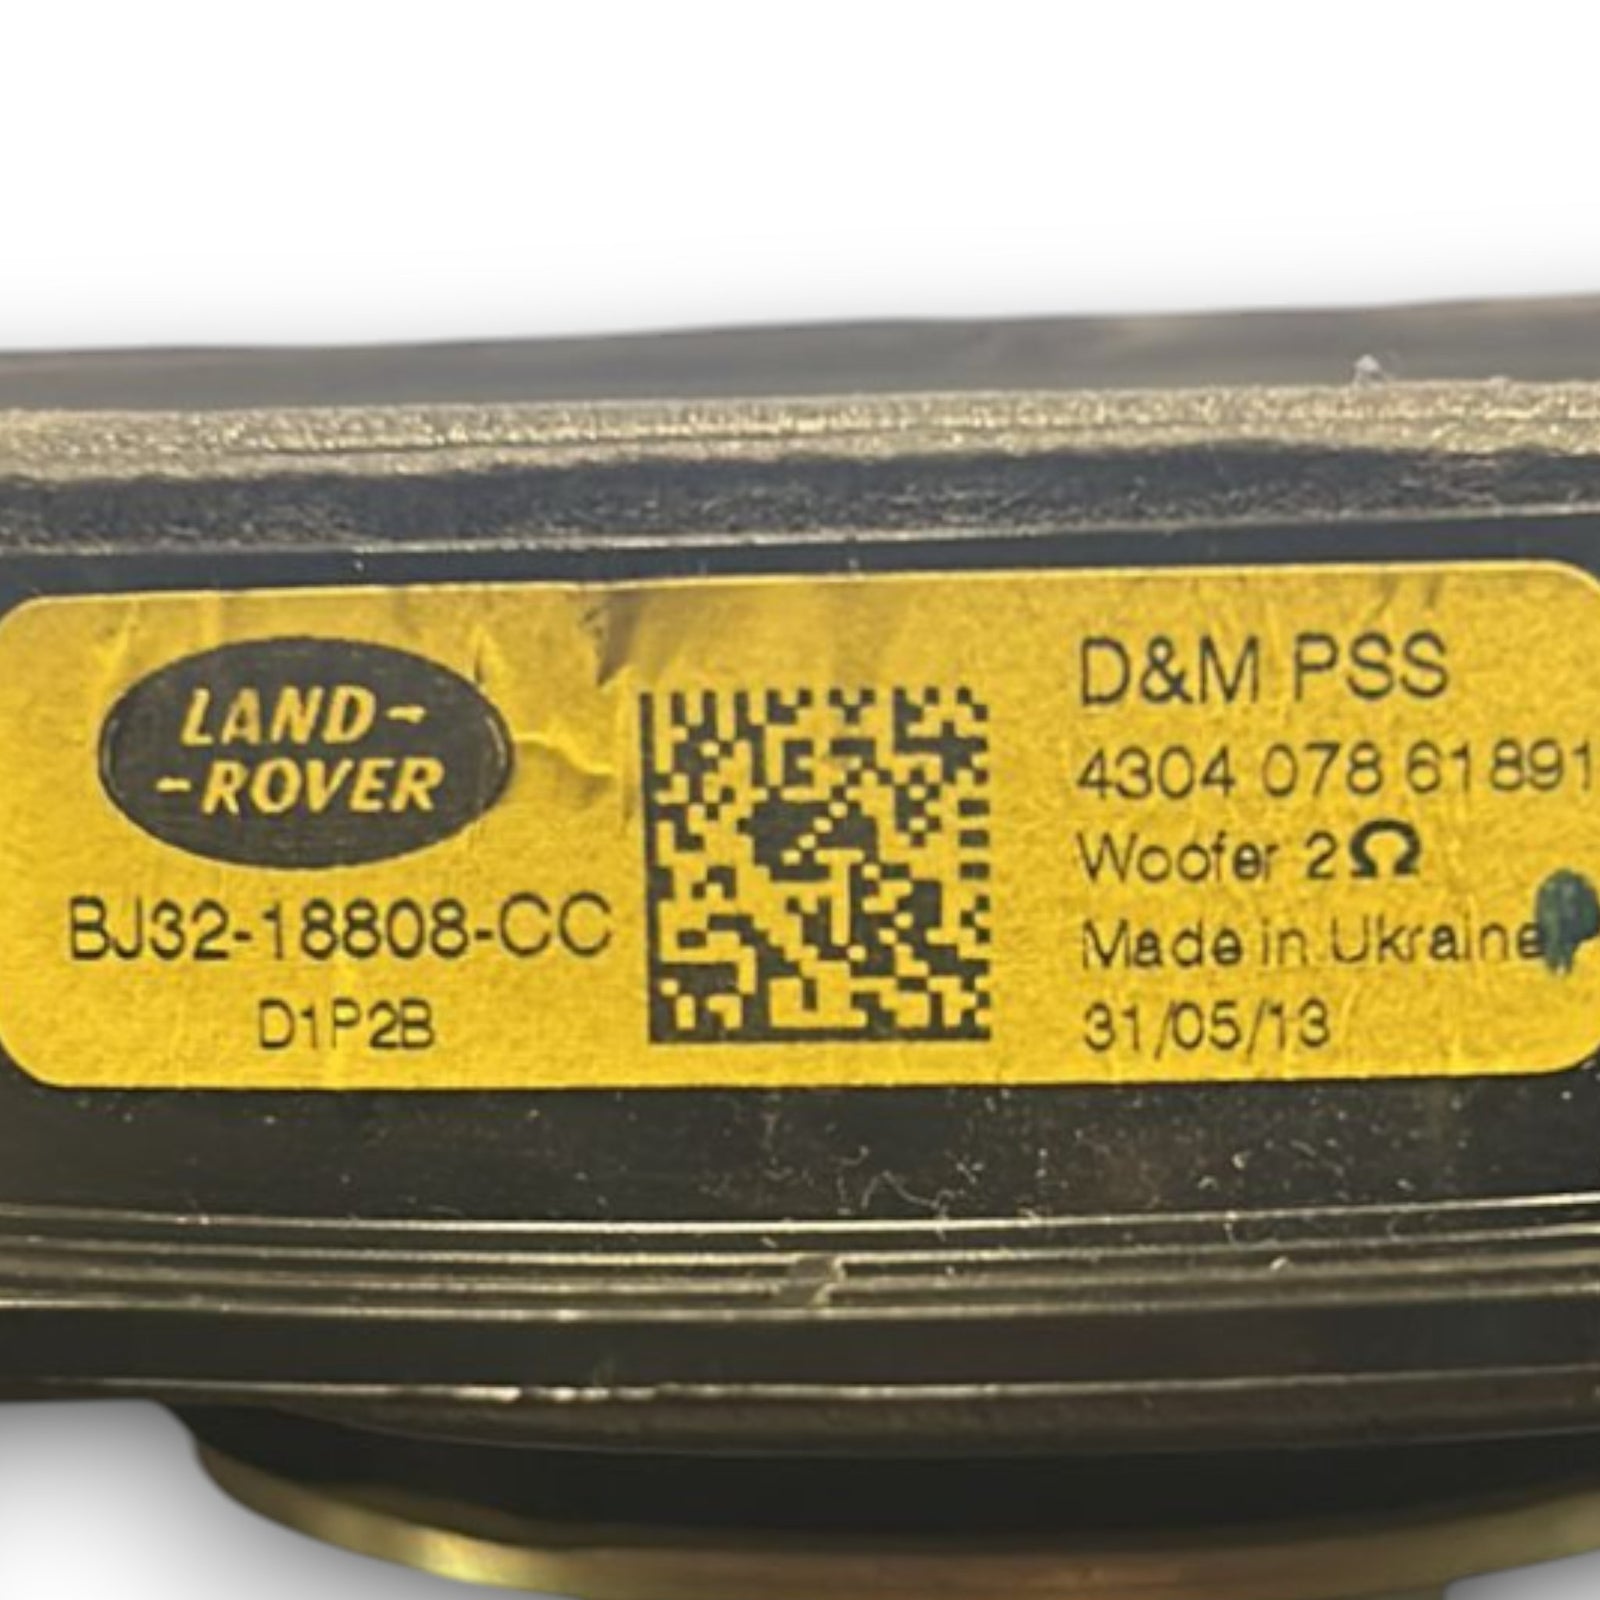 LAND-
-ROVER
BJ32-18808-CC
D1P2B
D&M PSS
4304 078 61891
Woofer 2Ω
Made in Ukraine
31/05/13